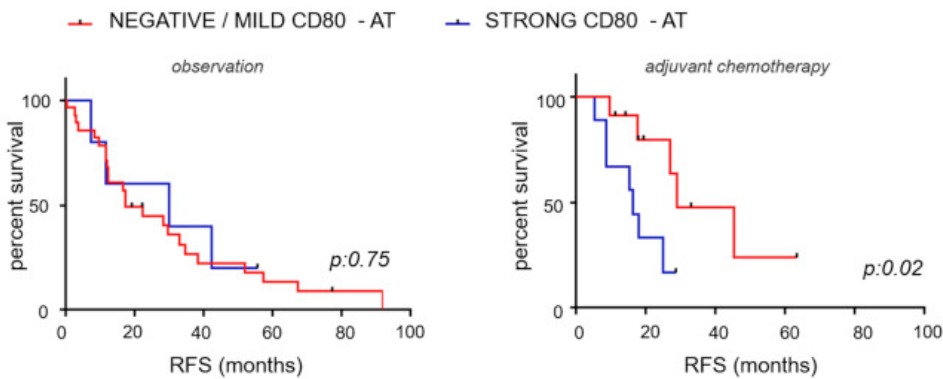 NEGATIVE / MILD CD80 - AT
STRONG CD80 - AT
observation
percent survival
100
50
0
0 20 40 60 80 100
p:0.75
RFS (months)
adjuvant chemotherapy
percent survival
100
50
0
0 20 40 60 80 100
p:0.02
RFS (months)